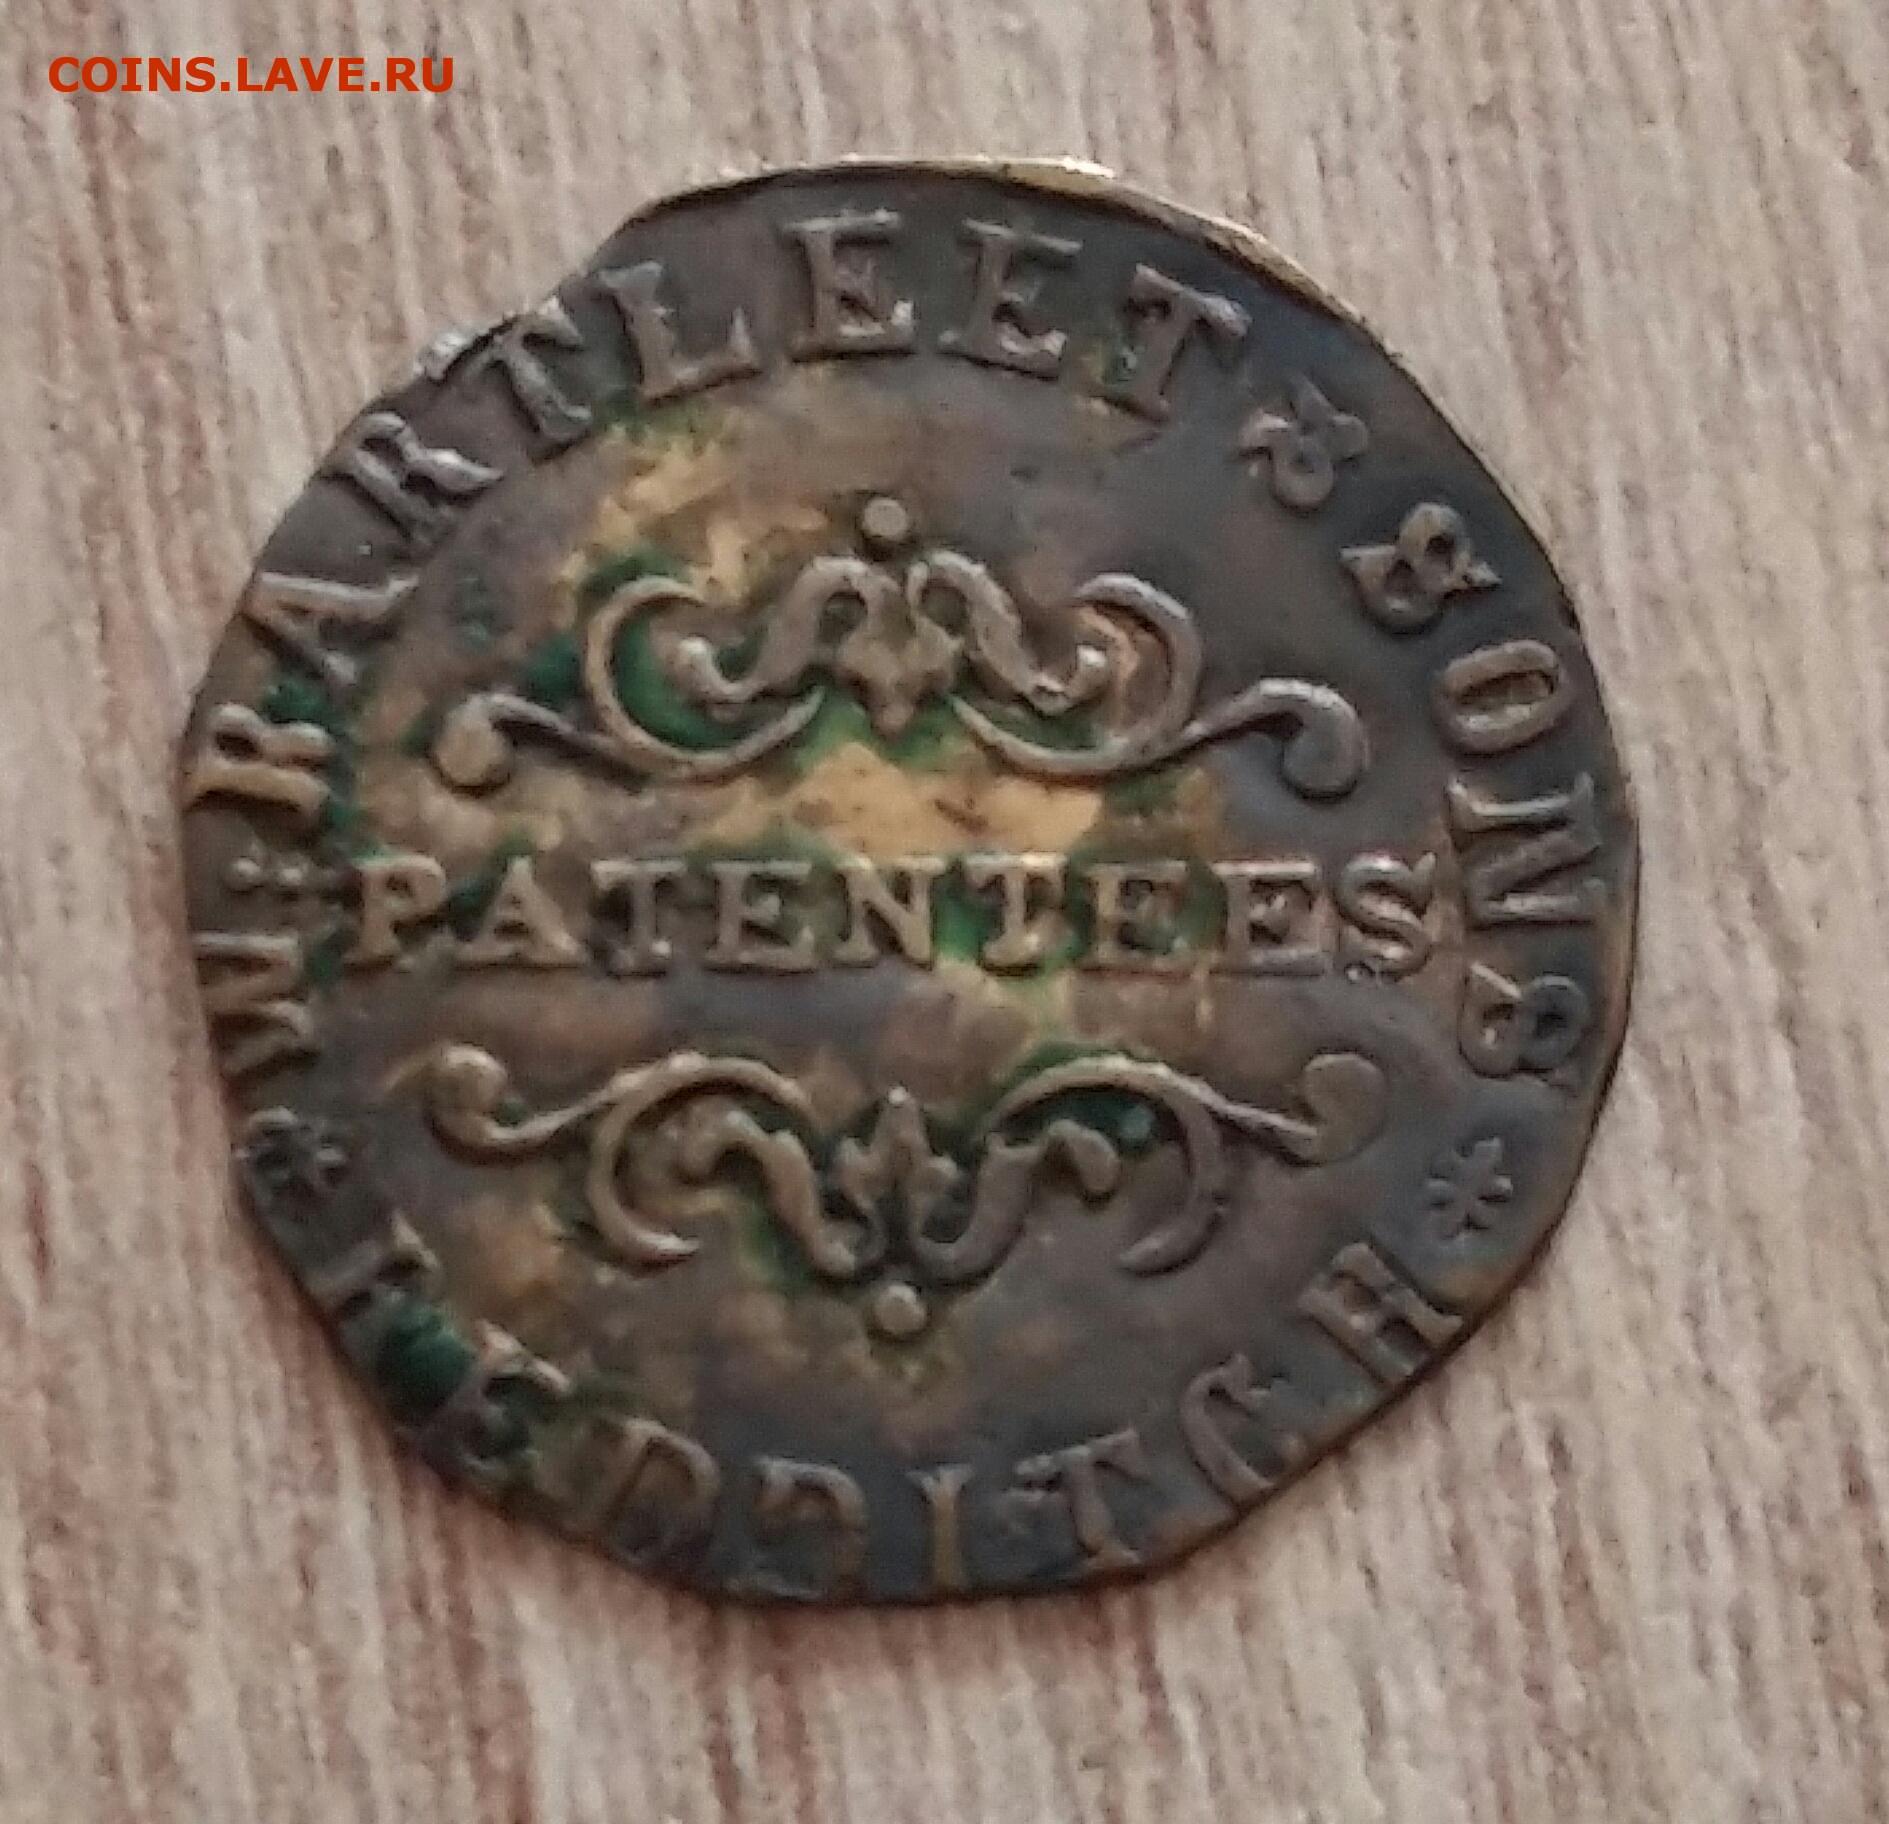 COINS.LAVE.RU
Wm BARTLEET & SONS
PATENTEES
* REDDITCH *